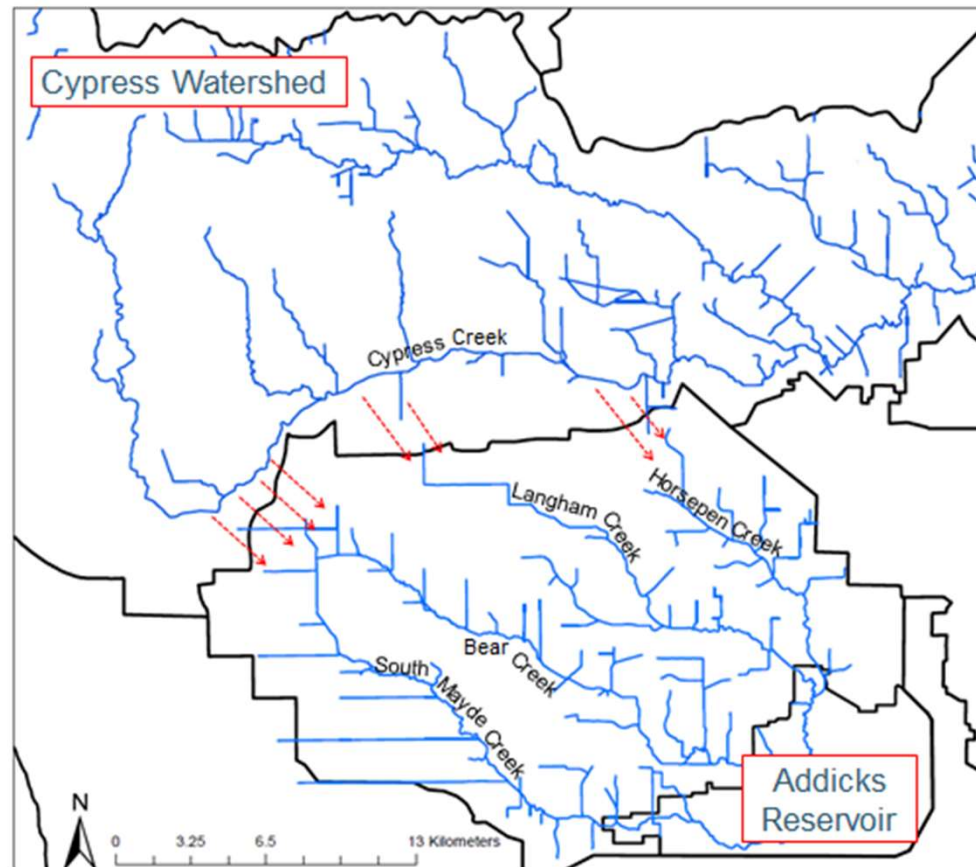 Cypress Watershed
Cypress Creek
Langham Creek
Horsepen Creek
Bear Creek
South Mayde Creek
Addicks
Reservoir
N
0 3.25 6.5 13 Kilometers